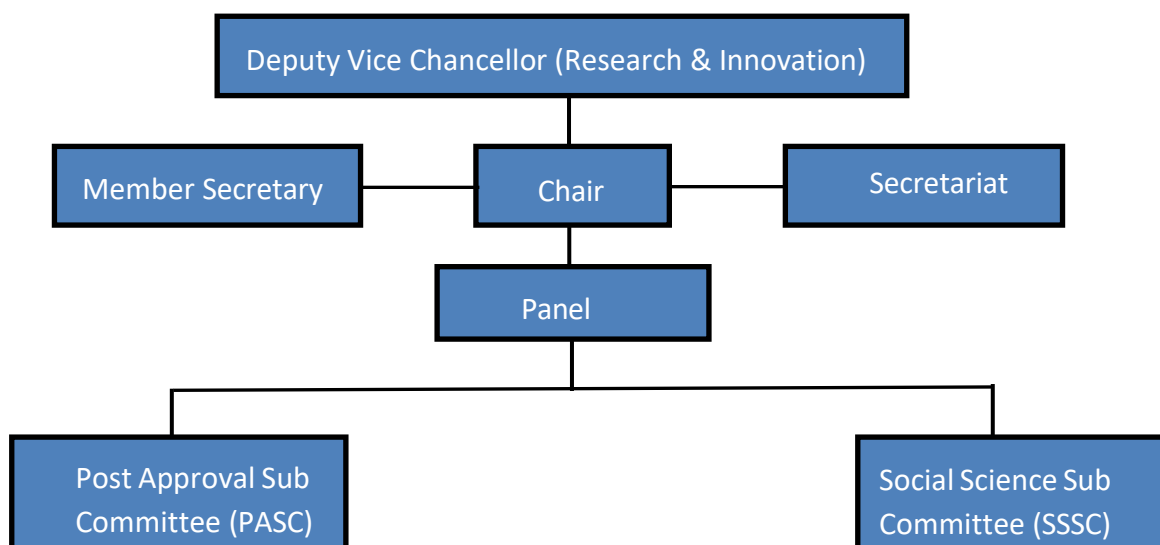 Deputy Vice Chancellor (Research & Innovation)
Member Secretary
Chair
Secretariat
Panel
Post Approval Sub
Committee (PASC)
Social Science Sub
Committee (SSSC)